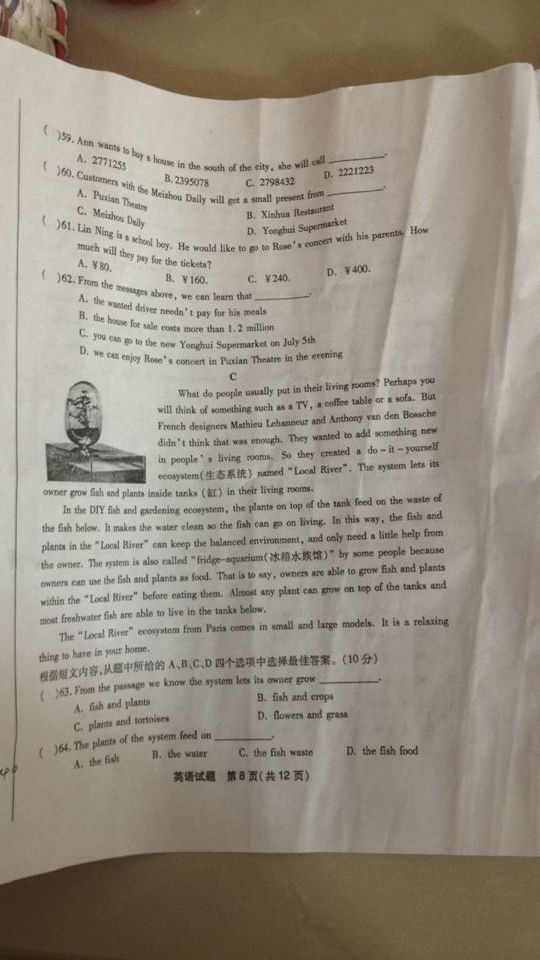 ( )59. Ann wants to buy a house in the south of the city, she will call ________.
A. 2771255 B. 2395078 C. 2798432 D. 2221223
( )60. Customers with the Meizhou Daily will get a small present from ________.
A. Puxian Theatre B. Xinhua Restaurant
C. Meizhou Daily D. Yonghui Supermarket
( )61. Lin Ning is a school boy. He would like to go to Rose's concert with his parents. How
much will they pay for the tickets?
A. ¥80. B. ¥160. C. ¥240. D. ¥400.
( )62. From the messages above, we can learn that ________.
A. the wanted driver needn't pay for his meals
B. the house for sale costs more than 1.2 million
C. you can go to the new Yonghui Supermarket on July 5th
D. we can enjoy Rose's concert in Puxian Theatre in the evening
C
What do people usually put in their living rooms? Perhaps you
will think of something such as a TV, a coffee table or a sofa. But
French designers Mathieu Lehanneur and Anthony van den Bossche
didn't think that was enough. They wanted to add something new
in people's living rooms. So they created a do-it-yourself
ecosystem(生态系统) named "Local River". The system lets its
owner grow fish and plants inside tanks (缸) in their living rooms.
In the DIY fish and gardening ecosystem, the plants on top of the tank feed on the waste of
the fish below. It makes the water clean so the fish can go on living. In this way, the fish and
plants in the "Local River" can keep the balanced environment, and only need a little help from
the owner. The system is also called "fridge-aquarium(冰箱水族馆)" by some people because
owners can use the fish and plants as food. That is to say, owners are able to grow fish and plants
within the "Local River" before eating them. Almost any plant can grow on top of the tanks and
most freshwater fish are able to live in the tanks below.
The "Local River" ecosystem from Paris comes in small and large models. It is a relaxing
thing to have in your home.
根据短文内容,从题中所给的 A、B、C、D 四个选项中选择最佳答案。(10 分)
( )63. From the passage we know the system lets its owner grow ________.
A. fish and plants B. fish and crops
C. plants and tortoises D. flowers and grass
( )64. The plants of the system feed on ________.
A. the fish B. the water C. the fish waste D. the fish food
英语试题 第 8 页(共 12 页)